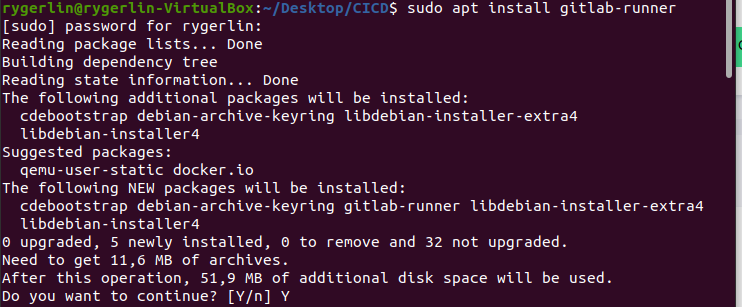 rygerlin@rygerlin-VirtualBox:~/Desktop/CICD$ sudo apt install gitlab-runner
[sudo] password for rygerlin:
Reading package lists... Done
Building dependency tree
Reading state information... Done
The following additional packages will be installed:
  cdebootstrap debian-archive-keyring libdebian-installer-extra4
  libdebian-installer4
Suggested packages:
  qemu-user-static docker.io
The following NEW packages will be installed:
  cdebootstrap debian-archive-keyring gitlab-runner libdebian-installer-extra4
  libdebian-installer4
0 upgraded, 5 newly installed, 0 to remove and 32 not upgraded.
Need to get 11,6 MB of archives.
After this operation, 51,9 MB of additional disk space will be used.
Do you want to continue? [Y/n] Y